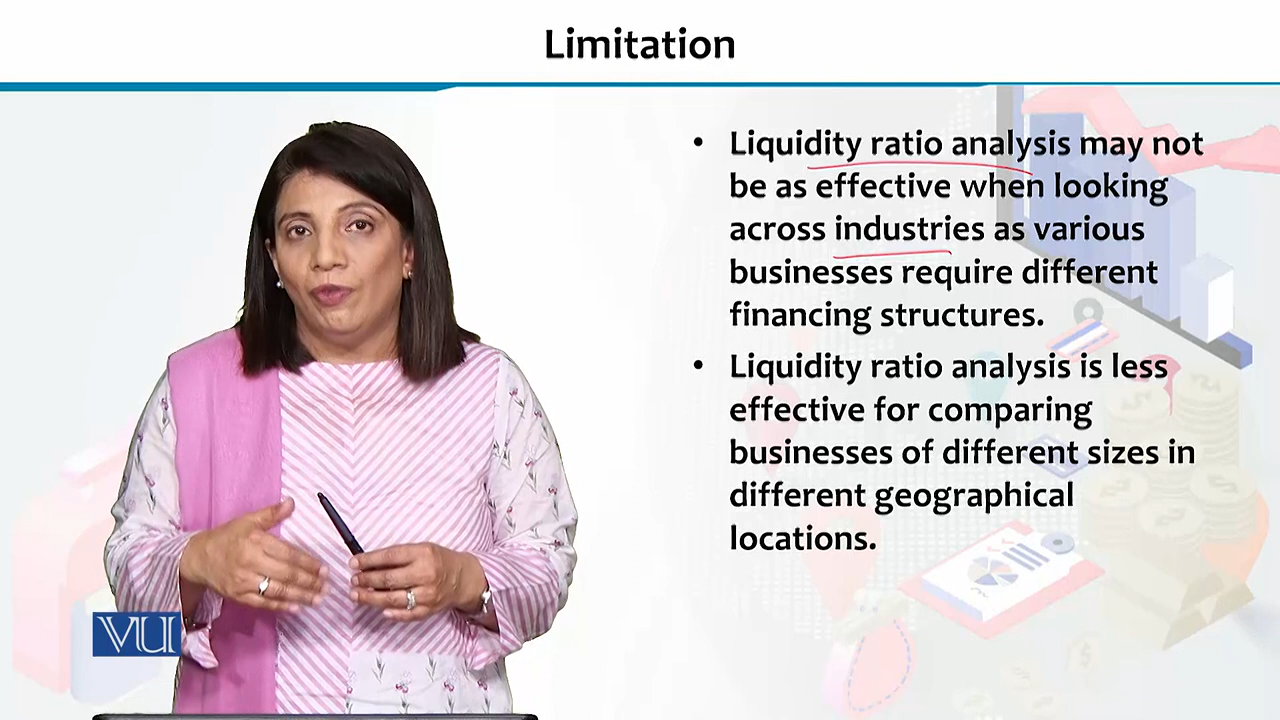 Limitation
• Liquidity ratio analysis may not
be as effective when looking
across industries as various
businesses require different
financing structures.
• Liquidity ratio analysis is less
effective for comparing
businesses of different sizes in
different geographical
locations.
VU